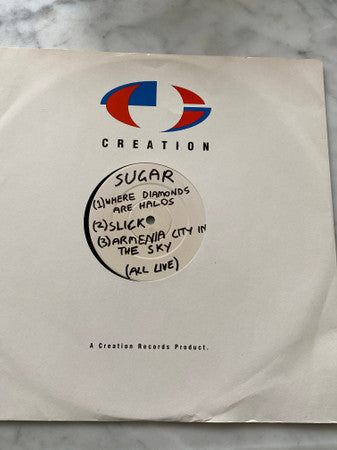 CREATION
SUGAR
(1) WHERE DIAMONDS
ARE HALOS
(2) SLICK
(3) ARMENIA CITY IN
THE SKY
(ALL LIVE)
A Creation Records Product.